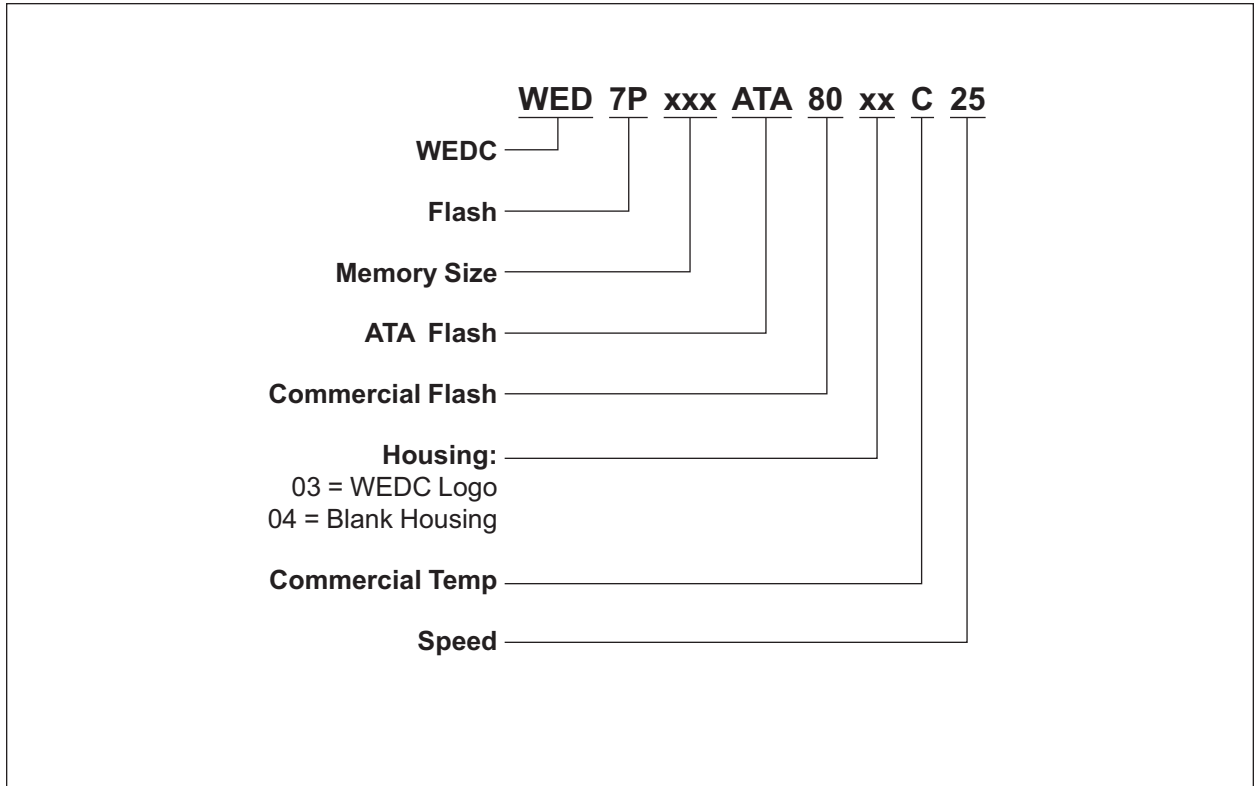 WED 7P xxx ATA 80 xx C 25
WEDC
Flash
Memory Size
ATA Flash
Commercial Flash
Housing:
03 = WEDC Logo
04 = Blank Housing
Commercial Temp
Speed